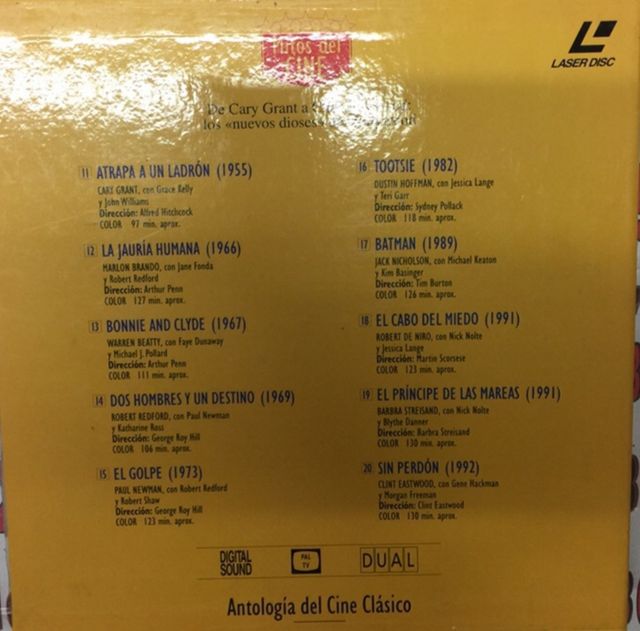 Mitos del
CINE
LASER DISC
De Cary Grant a
los «nuevos dioses»
11 ATRAPA A UN LADRÓN (1955)
CARY GRANT, con Grace Kelly
y John Williams
Dirección: Alfred Hitchcock
COLOR 97 min. aprox.
12 LA JAURÍA HUMANA (1966)
MARLON BRANDO, con Jane Fonda
y Robert Redford
Dirección: Arthur Penn
COLOR 127 min. aprox.
13 BONNIE AND CLYDE (1967)
WARREN BEATTY, con Faye Dunaway
y Michael J. Pollard
Dirección: Arthur Penn
COLOR 111 min. aprox.
14 DOS HOMBRES Y UN DESTINO (1969)
ROBERT REDFORD, con Paul Newman
y Katharine Ross
Dirección: George Roy Hill
COLOR 106 min. aprox.
15 EL GOLPE (1973)
PAUL NEWMAN, con Robert Redford
y Robert Shaw
Dirección: George Roy Hill
COLOR 123 min. aprox.
16 TOOTSIE (1982)
DUSTIN HOFFMAN, con Jessica Lange
y Teri Garr
Dirección: Sydney Pollack
COLOR 118 min. aprox.
17 BATMAN (1989)
JACK NICHOLSON, con Michael Keaton
y Kim Basinger
Dirección: Tim Burton
COLOR 126 min. aprox.
18 EL CABO DEL MIEDO (1991)
ROBERT DE NIRO, con Nick Nolte
y Jessica Lange
Dirección: Martin Scorsese
COLOR 123 min. aprox.
19 EL PRÍNCIPE DE LAS MAREAS (1991)
BARBRA STREISAND, con Nick Nolte
y Blythe Danner
Dirección: Barbra Streisand
COLOR 130 min. aprox.
20 SIN PERDÓN (1992)
CLINT EASTWOOD, con Gene Hackman
y Morgan Freeman
Dirección: Clint Eastwood
COLOR 130 min. aprox.
DIGITAL
SOUND
PAL
TV
DUAL
Antología del Cine Clásico